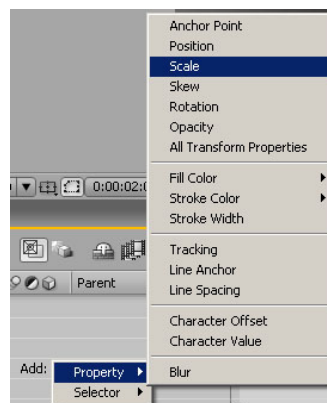 Anchor Point
Position
Scale
Skew
Rotation
Opacity
All Transform Properties
Fill Color
Stroke Color
Stroke Width
Tracking
Line Anchor
Line Spacing
Character Offset
Character Value
Blur
0:00:02:
Parent
Add:
Property
Selector